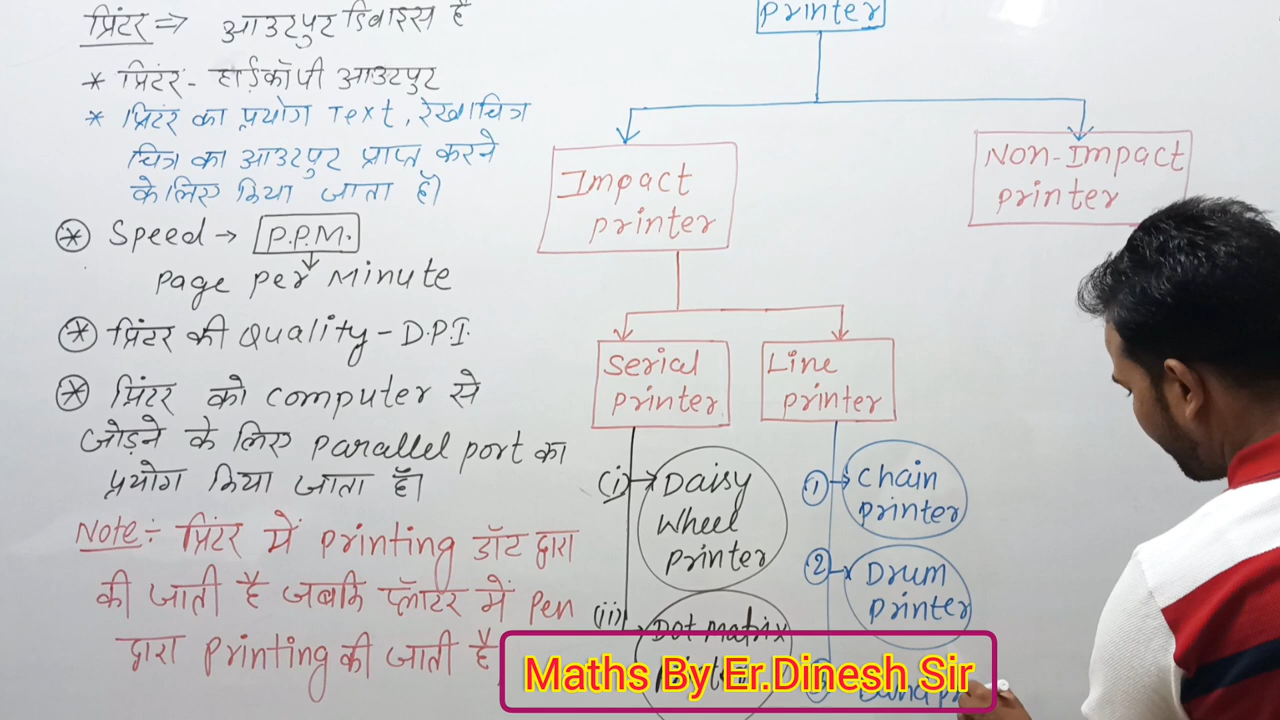 प्रिंटर ⇒ आउटपुट डिवाइस है
* प्रिंटर - हार्डकॉपी आउटपुट
* प्रिंटर का प्रयोग Text, रेखाचित्र
चित्र का आउटपुट प्राप्त करने
के लिए किया जाता है।
* Speed → P.P.M.
Page per Minute
* प्रिंटर की Quality - D.P.I.
* प्रिंटर को Computer से
जोड़ने के लिए parallel port का
प्रयोग किया जाता है।
Note:- प्रिंटर में printing डॉट द्वारा
की जाती है जबकि प्लॉटर में Pen
द्वारा printing की जाती है
printer
Impact
printer
Non-Impact
printer
Serial
printer
Line
printer
(i) → Daisy
Wheel
printer
(ii) → Dot matrix
printer
1 → Chain
printer
2 → Drum
printer
3
Maths By Er.Dinesh Sir